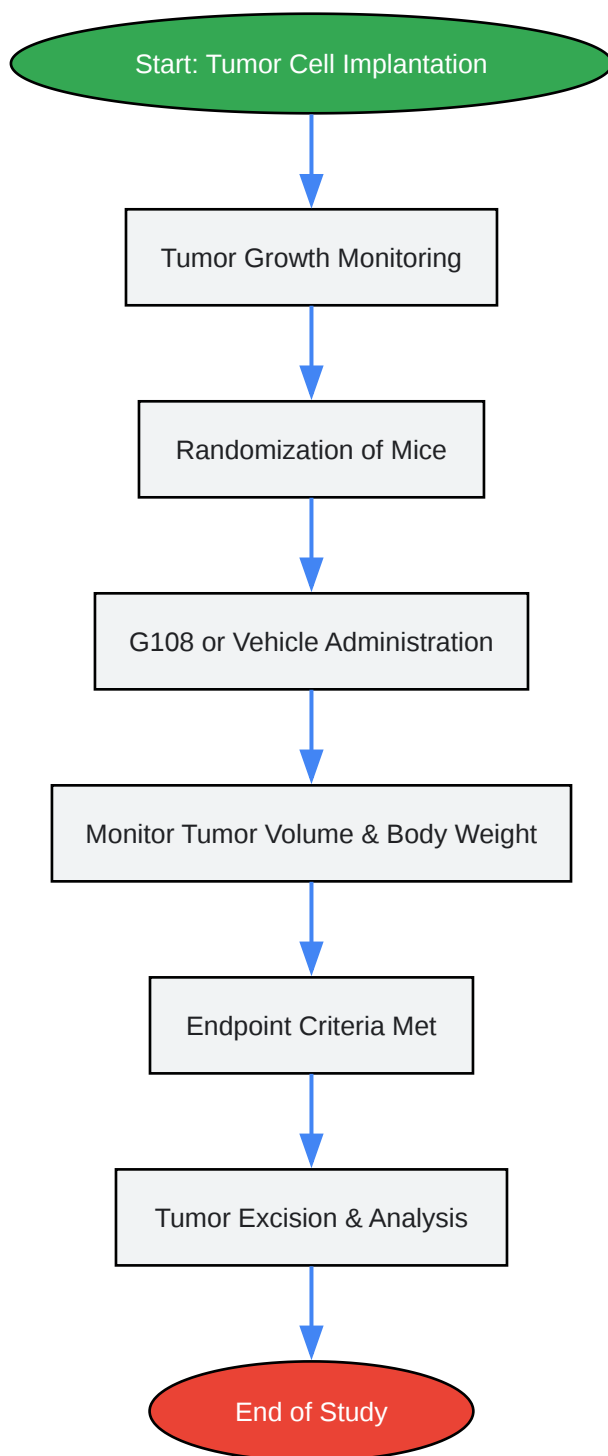 Start: Tumor Cell Implantation
Tumor Growth Monitoring
Randomization of Mice
G108 or Vehicle Administration
Monitor Tumor Volume & Body Weight
Endpoint Criteria Met
Tumor Excision & Analysis
End of Study